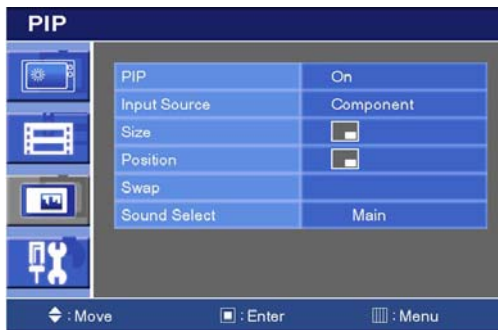 PIP
PIP On
Input Source Component
Size
Position
Swap
Sound Select Main
: Move : Enter : Menu